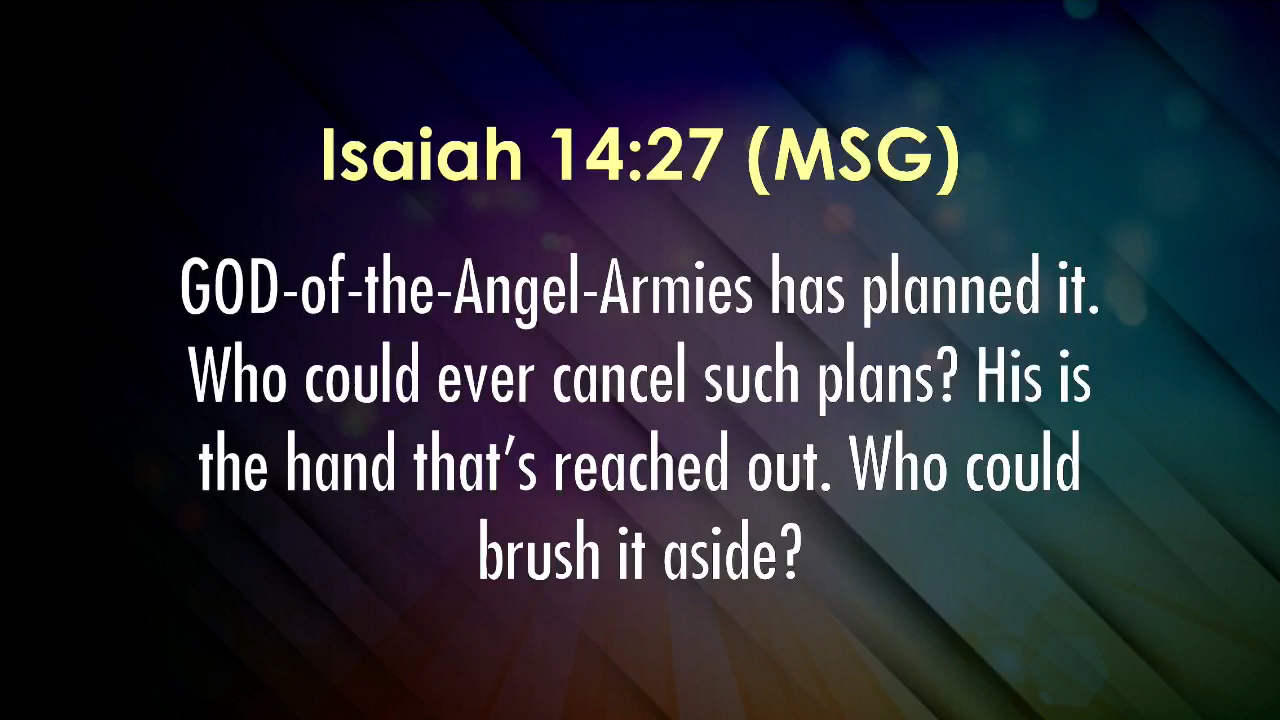 Isaiah 14:27 (MSG)
GOD-of-the-Angel-Armies has planned it.
Who could ever cancel such plans? His is
the hand that’s reached out. Who could
brush it aside?